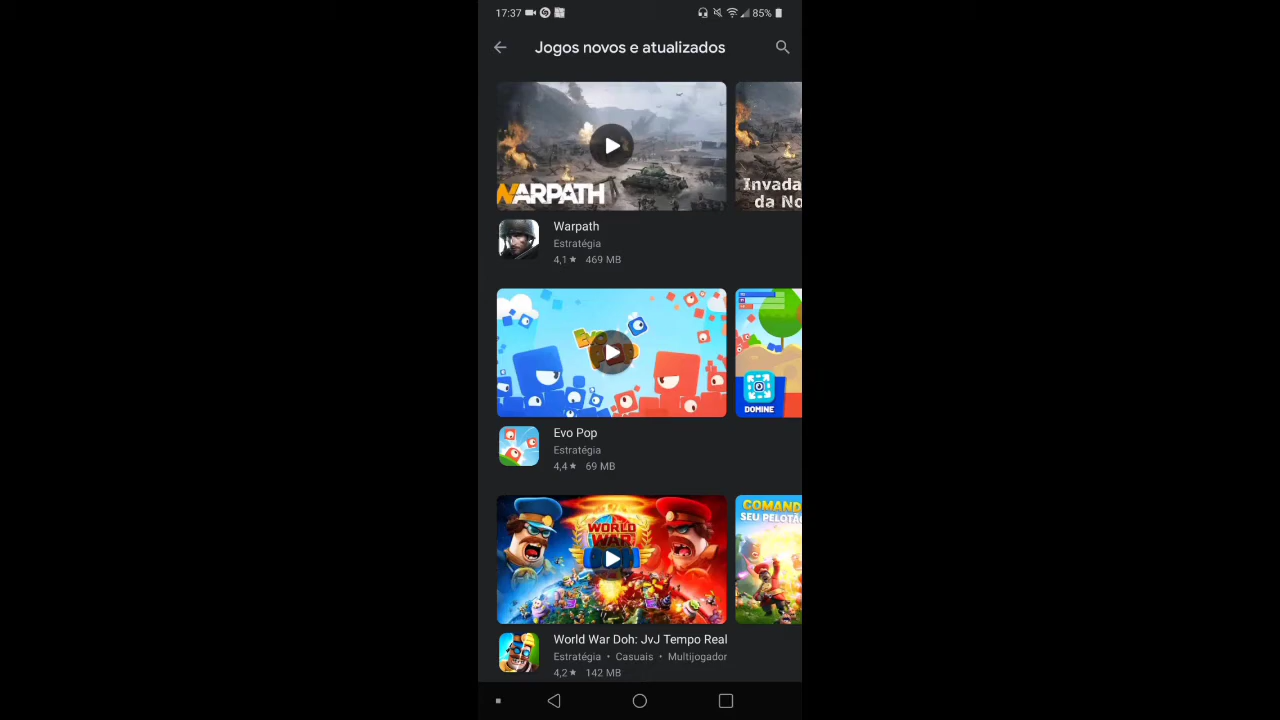 17:37
85%
Jogos novos e atualizados
WARPATH
Invada
da No
Warpath
Estratégia
4,1★ 469 MB
DOMINE
Evo Pop
Estratégia
4,4★ 69 MB
WORLD
WAR
COMAND
SEU PELOTÃO
World War Doh: JvJ Tempo Real
Estratégia • Casuais • Multijogador
4,2★ 142 MB